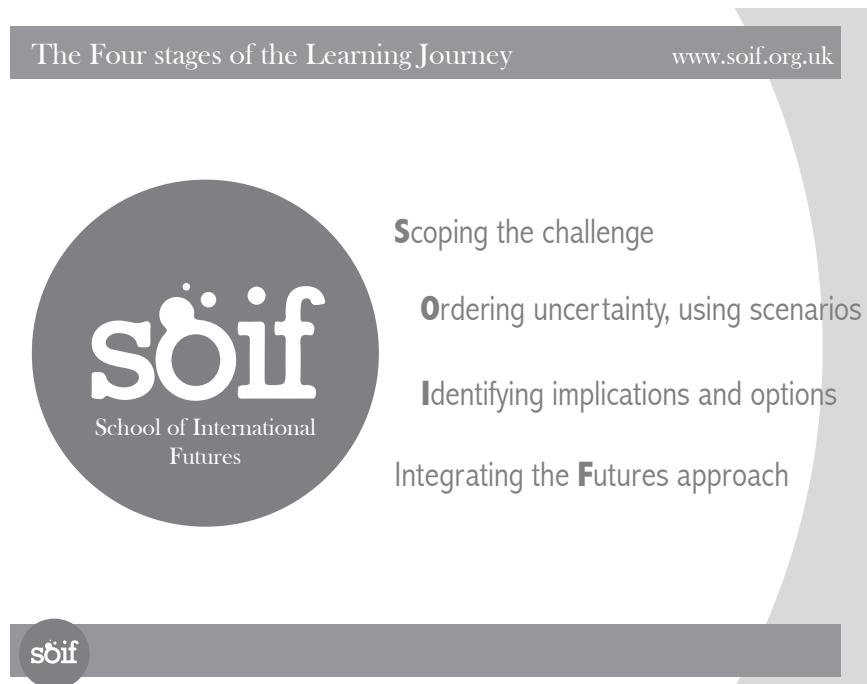 The Four stages of the Learning Journey
www.soif.org.uk
soif
School of International
Futures
Scoping the challenge
Ordering uncertainty, using scenarios
Identifying implications and options
Integrating the Futures approach
soif